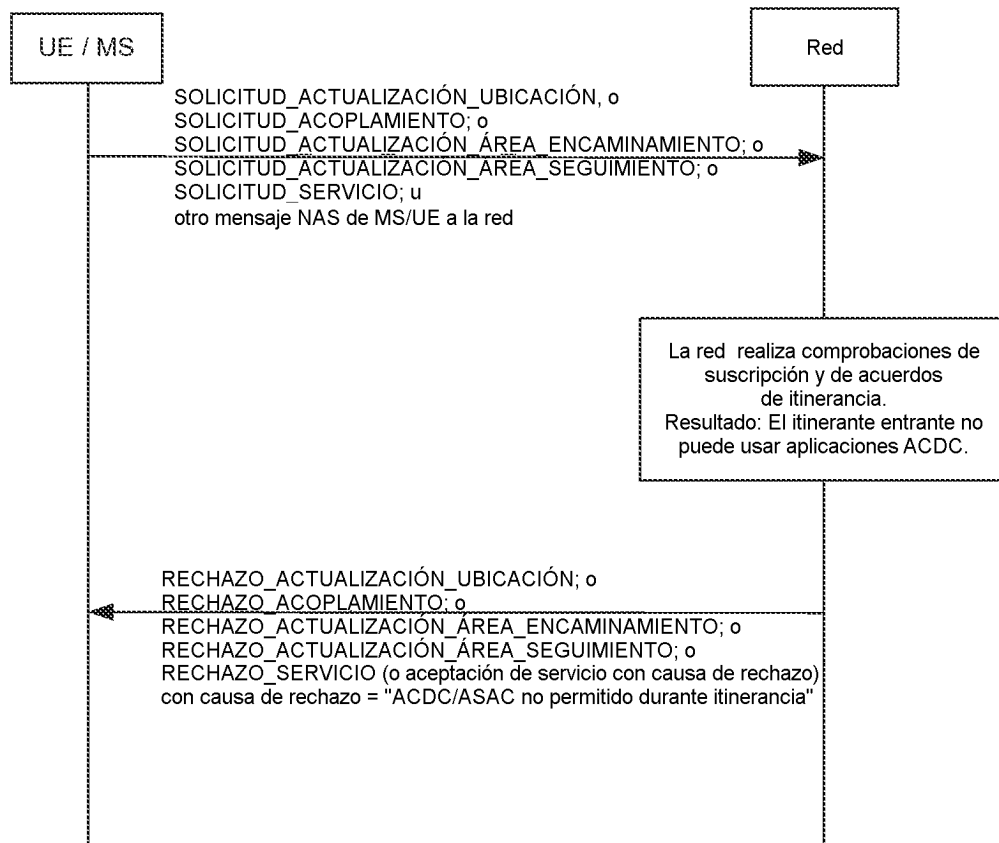 UE / MS
Red
SOLICITUD_ACTUALIZACIÓN_UBICACIÓN, o
SOLICITUD_ACOPLAMIENTO; o
SOLICITUD_ACTUALIZACIÓN_ÁREA_ENCAMINAMIENTO; o
SOLICITUD_ACTUALIZACIÓN_ÁREA_SEGUIMIENTO; o
SOLICITUD_SERVICIO; u
otro mensaje NAS de MS/UE a la red
La red realiza comprobaciones de
suscripción y de acuerdos
de itinerancia.
Resultado: El itinerante entrante no
puede usar aplicaciones ACDC.
RECHAZO_ACTUALIZACIÓN_UBICACIÓN; o
RECHAZO_ACOPLAMIENTO; o
RECHAZO_ACTUALIZACIÓN_ÁREA_ENCAMINAMIENTO; o
RECHAZO_ACTUALIZACIÓN_ÁREA_SEGUIMIENTO; o
RECHAZO_SERVICIO (o aceptación de servicio con causa de rechazo)
con causa de rechazo = "ACDC/ASAC no permitido durante itinerancia"